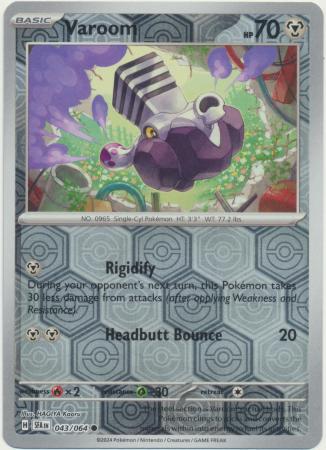 BASIC
Varoom
HP 70
NO. 0965 Single-Cyl Pokémon HT: 3'3" WT: 77.2 lbs
Rigidify
During your opponent's next turn, this Pokémon takes
30 less damage from attacks (after applying Weakness and
Resistance).
Headbutt Bounce 20
weakness ×2 resistance -30 retreat
Illus. HAGIYA Kaoru
H SFA EN 043/064
©2024 Pokémon / Nintendo / Creatures / GAME FREAK